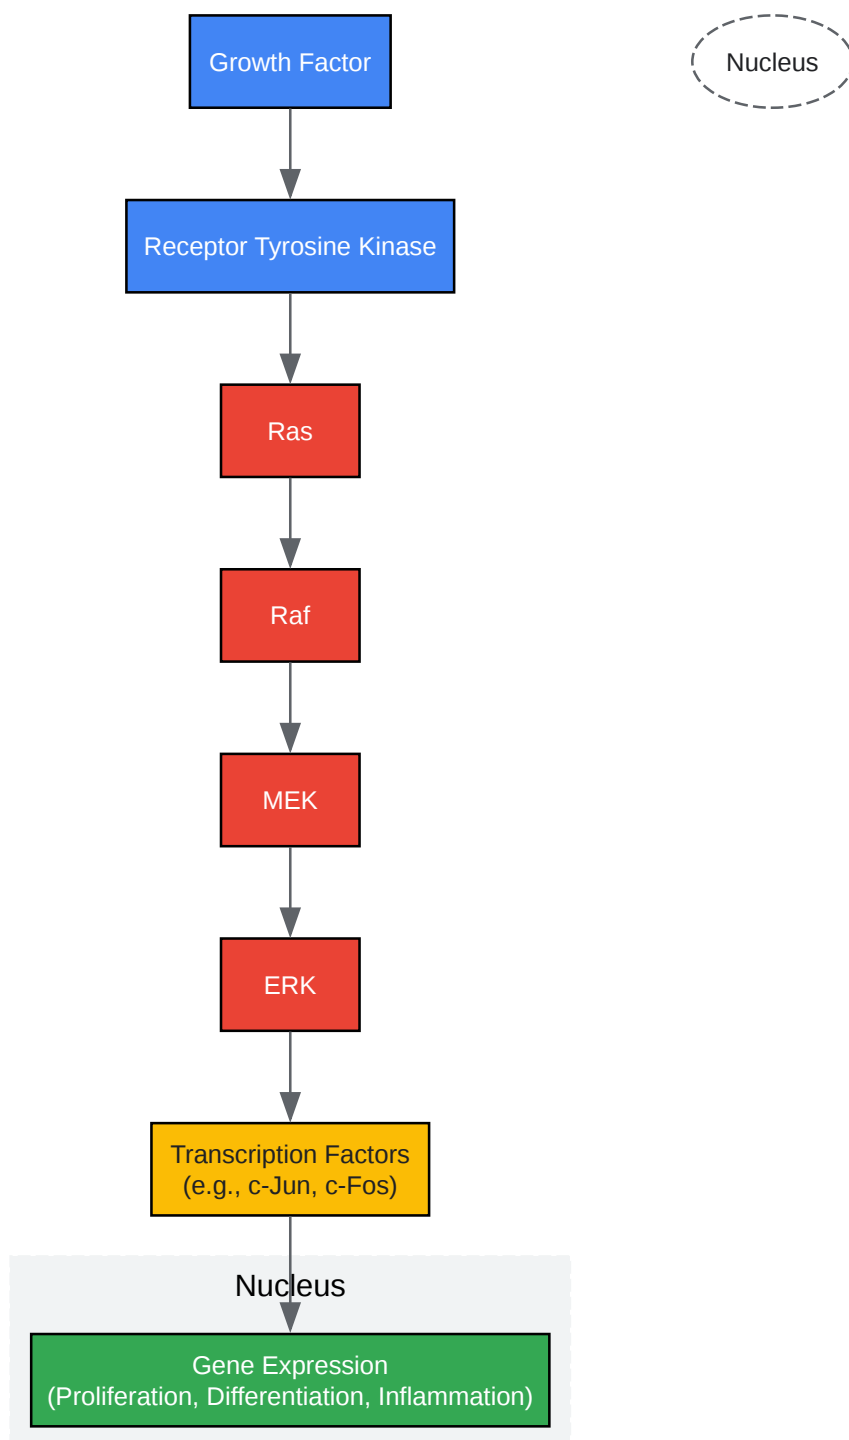 Growth Factor
Nucleus
Receptor Tyrosine Kinase
Ras
Raf
MEK
ERK
Transcription Factors
(e.g., c-Jun, c-Fos)
Nucleus
Gene Expression
(Proliferation, Differentiation, Inflammation)